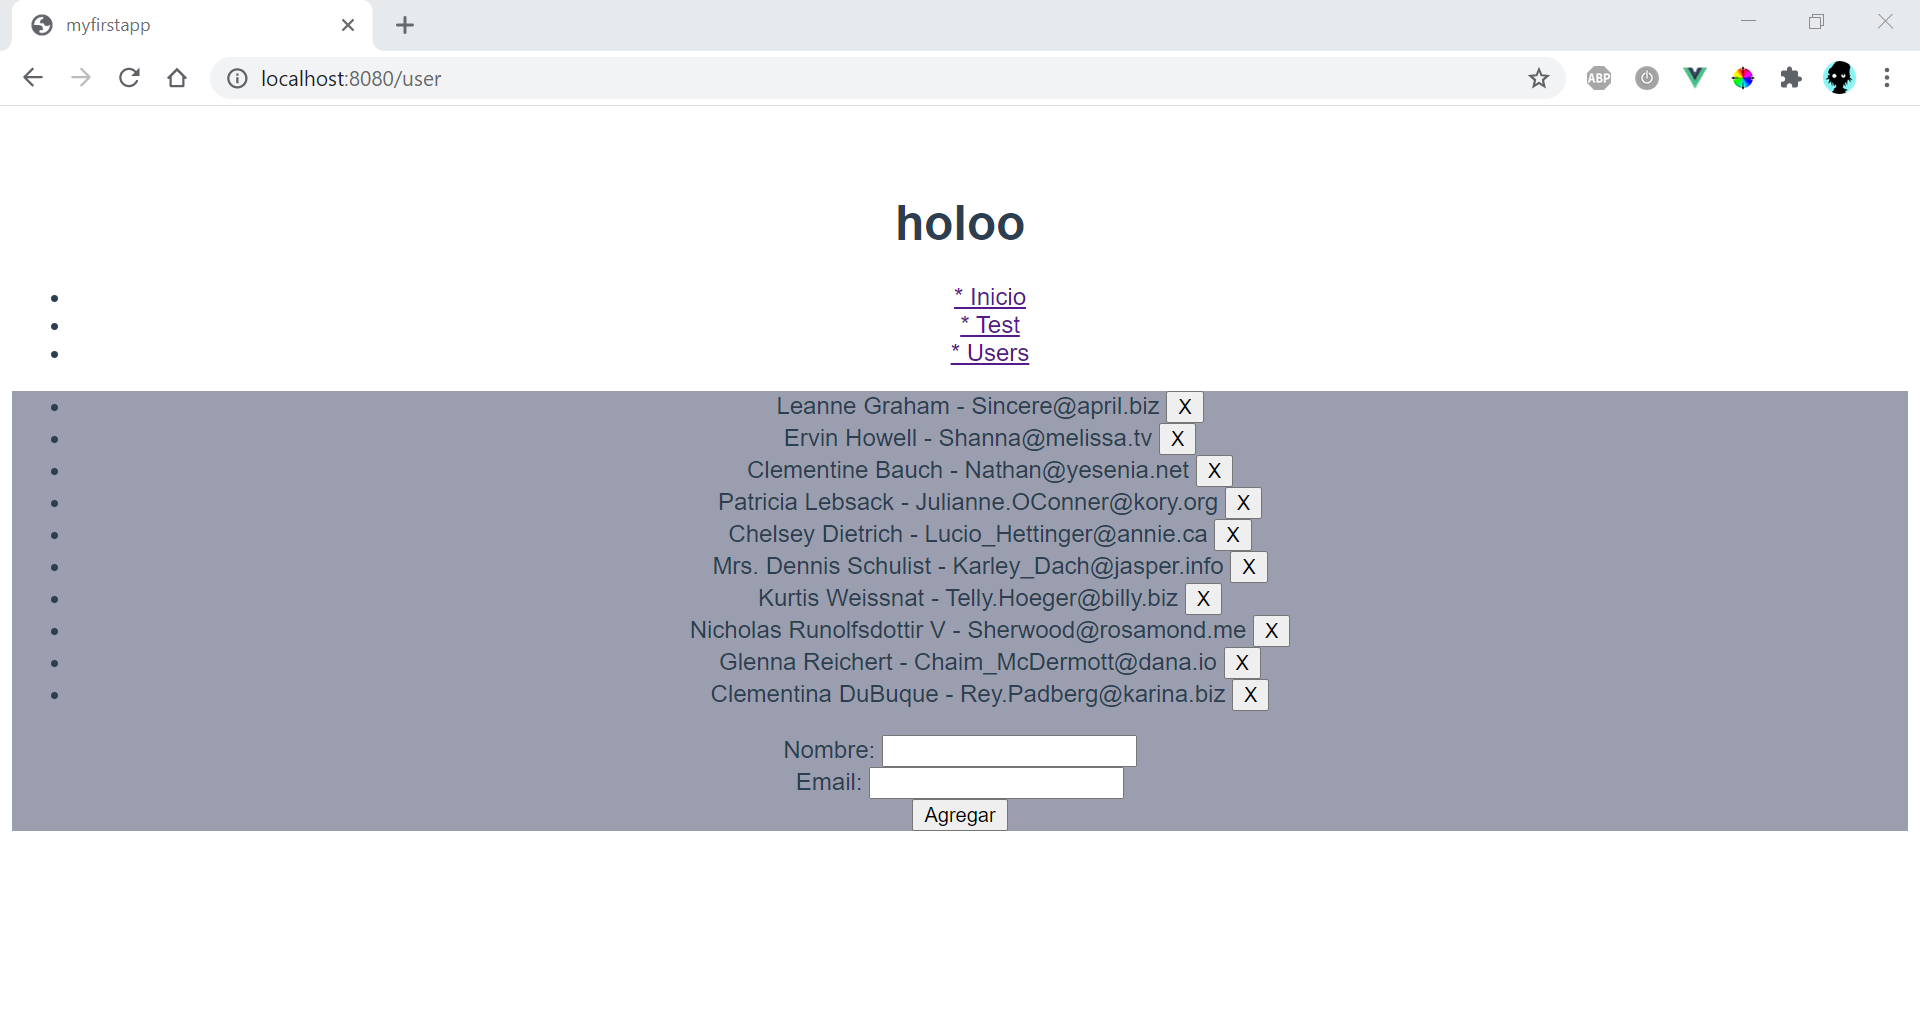 myfirstapp
localhost:8080/user
ABP
holoo
* Inicio
* Test
* Users
Leanne Graham - Sincere@april.biz X
Ervin Howell - Shanna@melissa.tv X
Clementine Bauch - Nathan@yesenia.net X
Patricia Lebsack - Julianne.OConner@kory.org X
Chelsey Dietrich - Lucio_Hettinger@annie.ca X
Mrs. Dennis Schulist - Karley_Dach@jasper.info X
Kurtis Weissnat - Telly.Hoeger@billy.biz X
Nicholas Runolfsdottir V - Sherwood@rosamond.me X
Glenna Reichert - Chaim_McDermott@dana.io X
Clementina DuBuque - Rey.Padberg@karina.biz X
Nombre:
Email:
Agregar